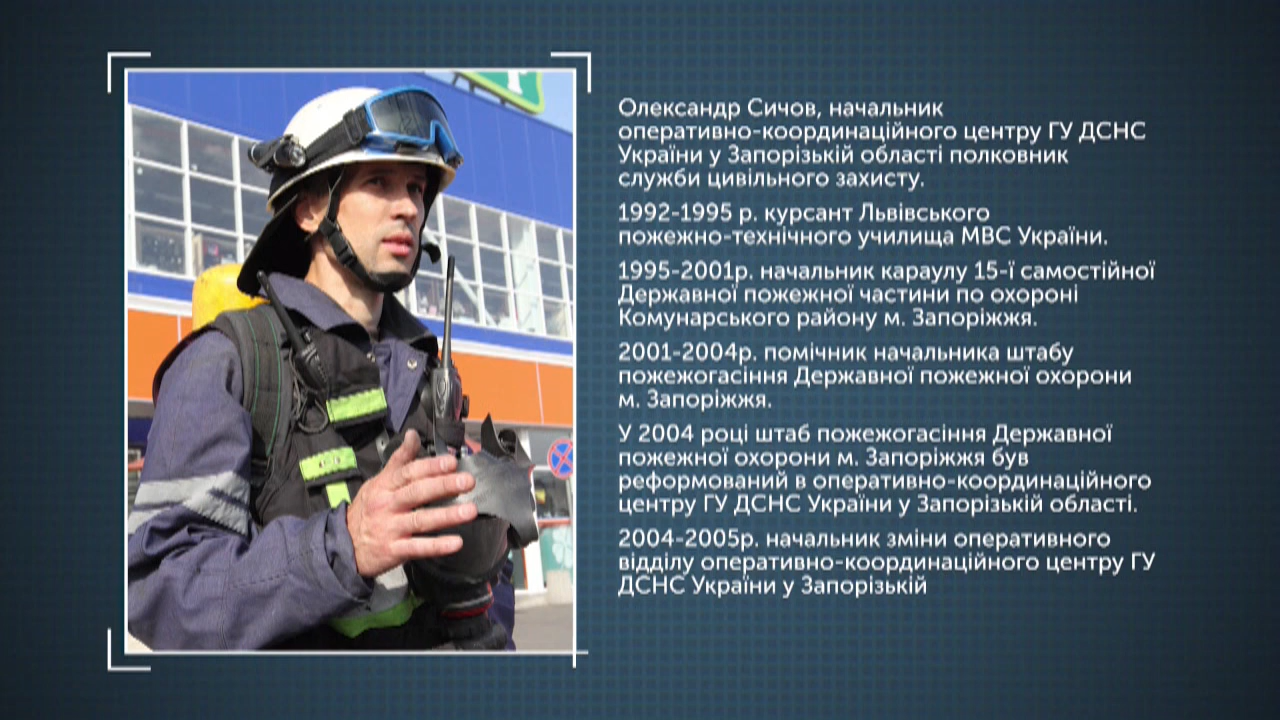 Олександр Сичов, начальник
оперативно-координаційного центру ГУ ДСНС
України у Запорізькій області полковник
служби цивільного захисту.
1992-1995 р. курсант Львівського
пожежно-технічного училища МВС України.
1995-2001р. начальник караулу 15-ї самостійної
Державної пожежної частини по охороні
Комунарського району м. Запоріжжя.
2001-2004р. помічник начальника штабу
пожежогасіння Державної пожежної охорони
м. Запоріжжя.
У 2004 році штаб пожежогасіння Державної
пожежної охорони м. Запоріжжя був
реформований в оперативно-координаційного
центру ГУ ДСНС України у Запорізькій області.
2004-2005р. начальник зміни оперативного
відділу оперативно-координаційного центру ГУ
ДСНС України у Запорізькій